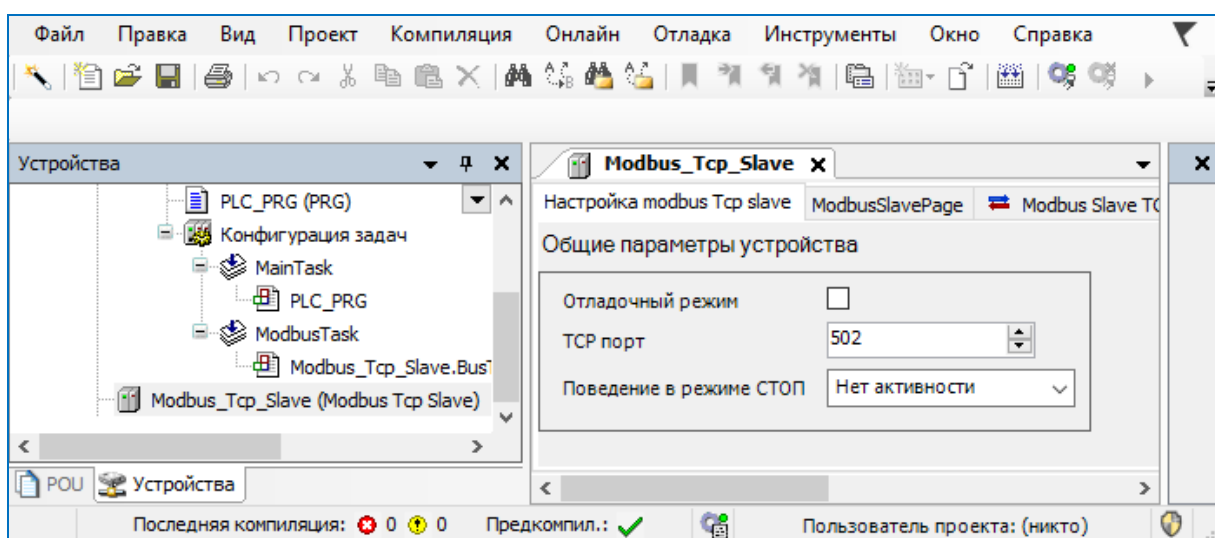 Файл Правка Вид Проект Компиляция Онлайн Отладка Инструменты Окно Справка
Устройства
PLC_PRG (PRG)
Конфигурация задач
MainTask
PLC_PRG
ModbusTask
Modbus_Tcp_Slave.BusT
Modbus_Tcp_Slave (Modbus Tcp Slave)
POU Устройства
Modbus_Tcp_Slave
Настройка modbus Tcp slave ModbusSlavePage Modbus Slave TC
Общие параметры устройства
Отладочный режим
TCP порт 502
Поведение в режиме СТОП Нет активности
Последняя компиляция: 0 0 Предкомпил.: Пользователь проекта: (никто)